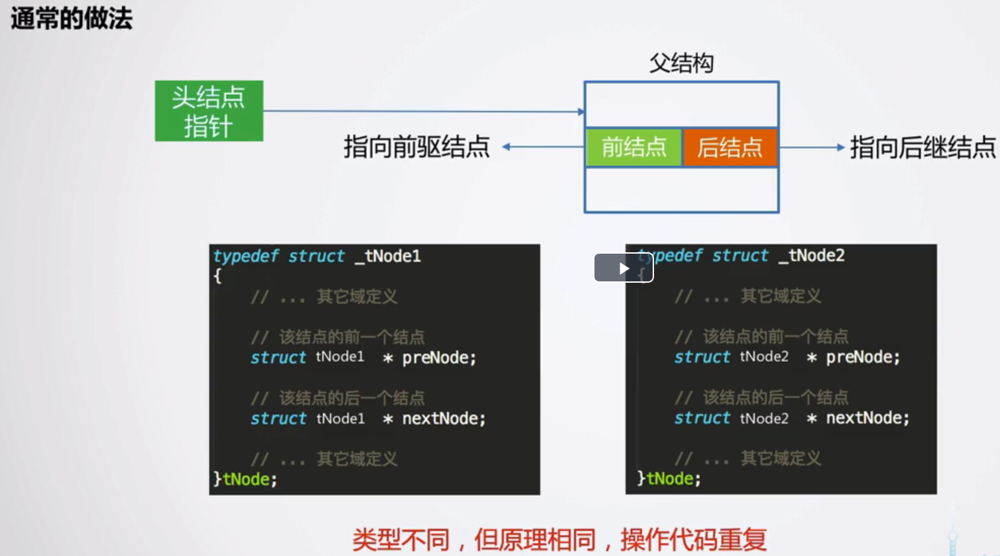 通常的做法
父结构
头结点
指针
指向前驱结点
前结点
后结点
指向后继结点
typedef struct _tNode1
{
// ... 其它域定义
// 该结点的前一个结点
struct tNode1 * preNode;
// 该结点的后一个结点
struct tNode1 * nextNode;
// ... 其它域定义
}tNode;
typedef struct _tNode2
{
// ... 其它域定义
// 该结点的前一个结点
struct tNode2 * preNode;
// 该结点的后一个结点
struct tNode2 * nextNode;
// ... 其它域定义
}tNode;
类型不同，但原理相同，操作代码重复